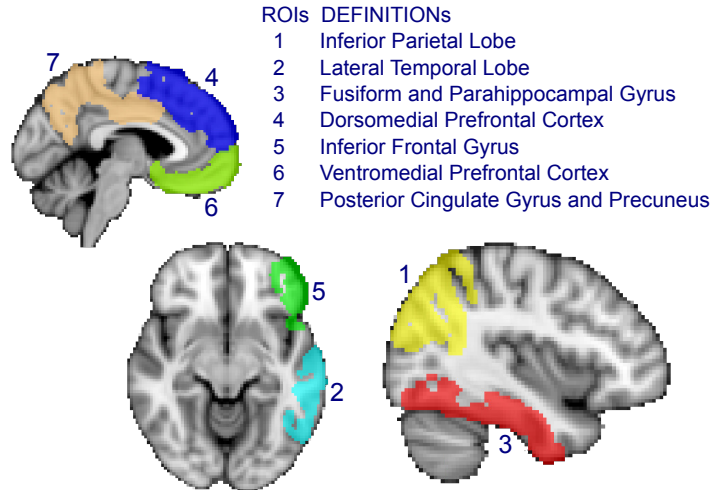 ROIs DEFINITIONs
1 Inferior Parietal Lobe
2 Lateral Temporal Lobe
3 Fusiform and Parahippocampal Gyrus
4 Dorsomedial Prefrontal Cortex
5 Inferior Frontal Gyrus
6 Ventromedial Prefrontal Cortex
7 Posterior Cingulate Gyrus and Precuneus
7
4
6
5
2
1
3